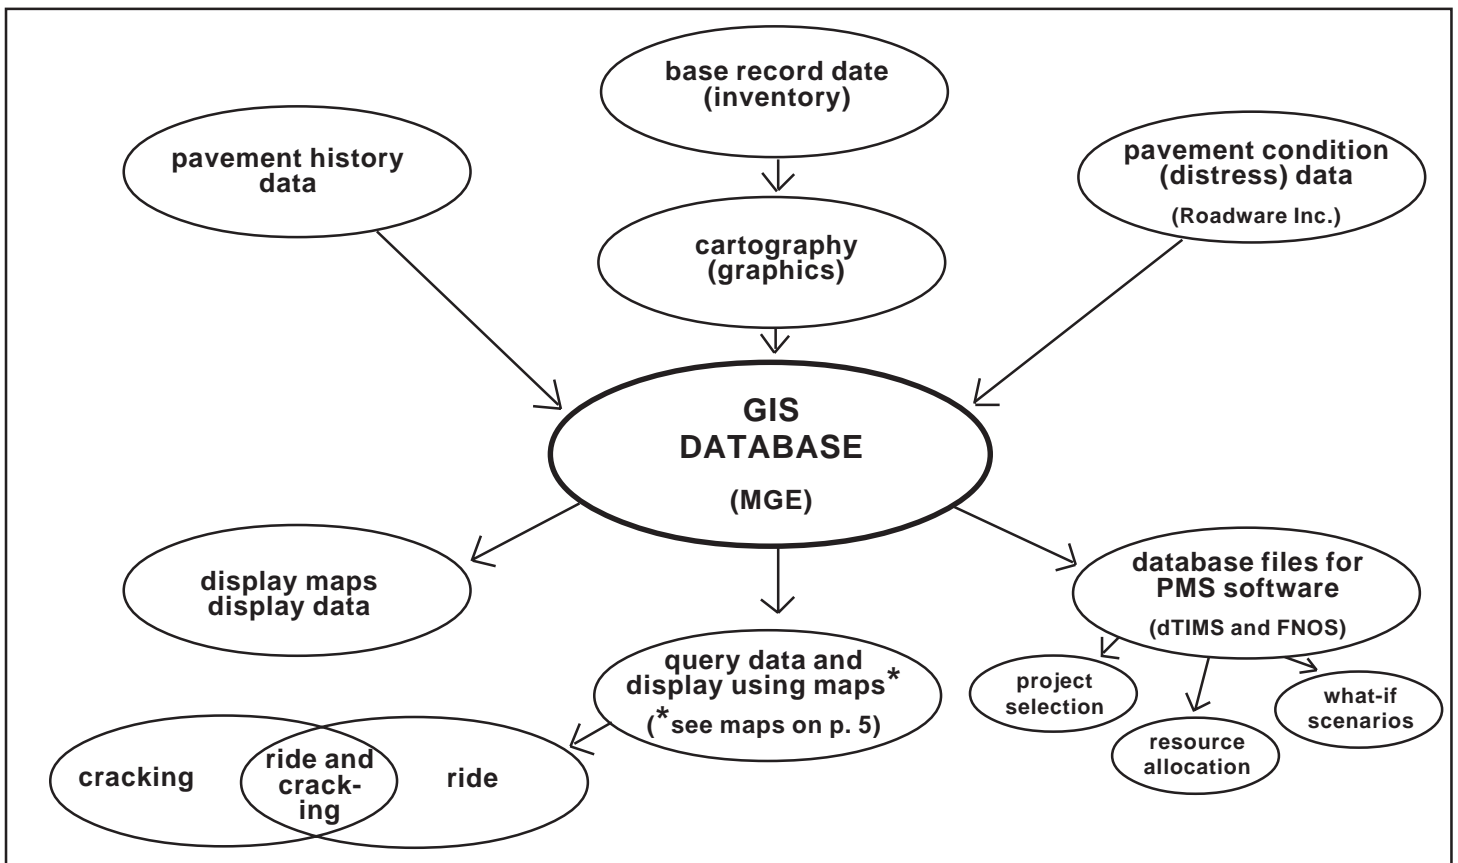 base record date
(inventory)
pavement history
data
pavement condition
(distress) data
(Roadware Inc.)
cartography
(graphics)
GIS
DATABASE
(MGE)
display maps
display data
query data and
display using maps*
(*see maps on p. 5)
database files for
PMS software
(dTIMS and FNOS)
project
selection
resource
allocation
what-if
scenarios
cracking
ride and
crack-
ing
ride